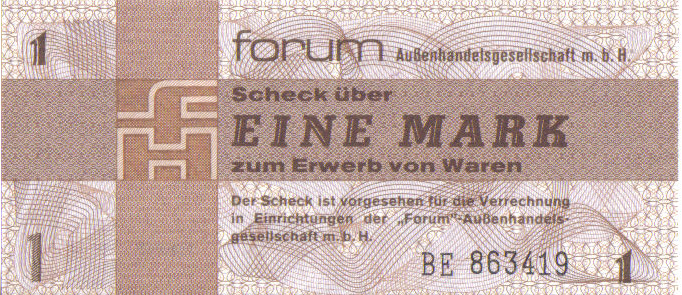 1
forum Außenhandelsgesellschaft m. b. H.
Scheck über
EINE MARK
zum Erwerb von Waren
Der Scheck ist vorgesehen für die Verrechnung
in Einrichtungen der „Forum"-Außenhandels-
gesellschaft m. b. H.
1
BE 863419
1